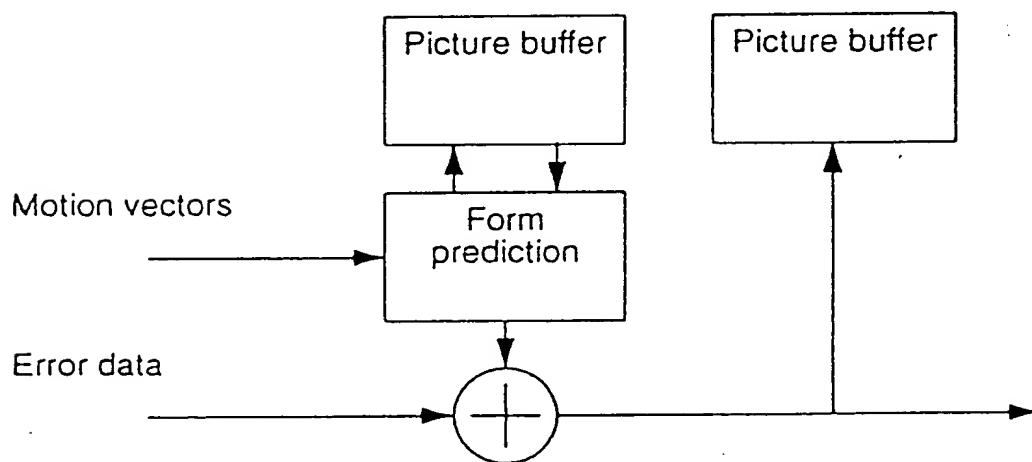 Picture buffer
Picture buffer
Motion vectors
Form
prediction
Error data